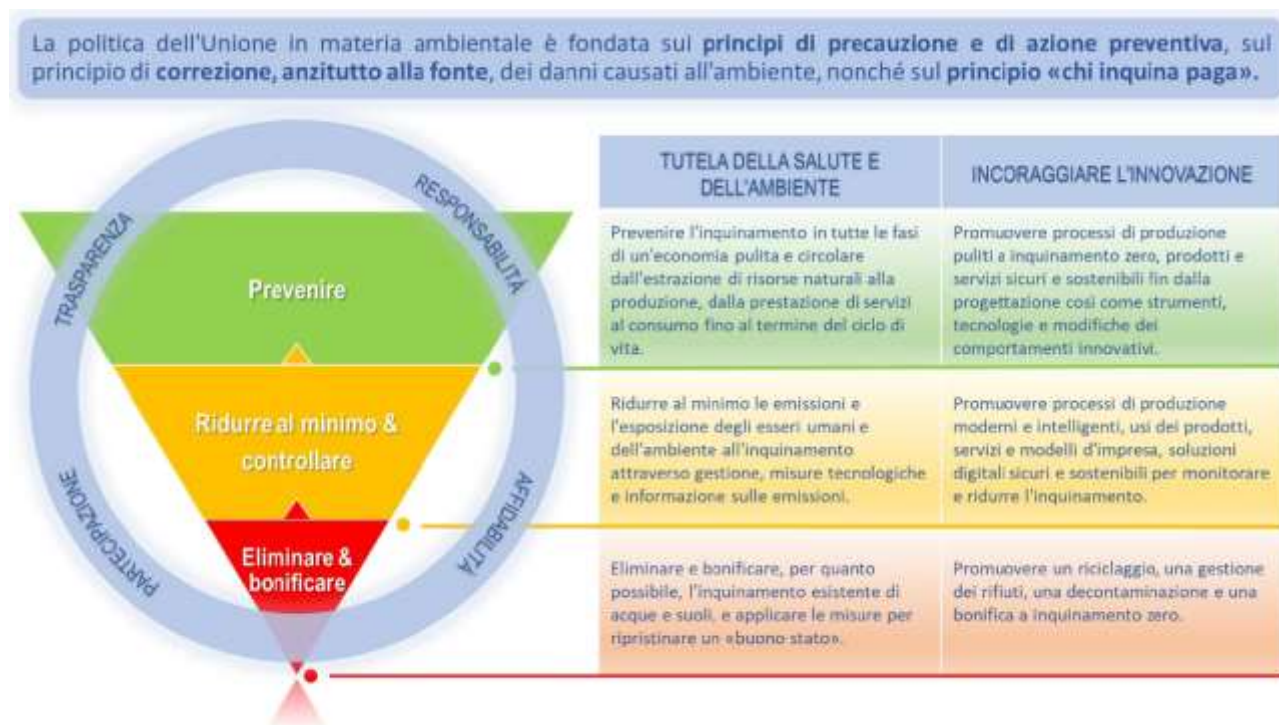 La politica dell'Unione in materia ambientale è fondata sui principi di precauzione e di azione preventiva, sul
principio di correzione, anzitutto alla fonte, dei danni causati all'ambiente, nonché sul principio «chi inquina paga».
TRASPARENZA
RESPONSABILITÀ
PARTECIPAZIONE
AFFIDABILITÀ
Prevenire
Ridurre al minimo &
controllare
Eliminare &
bonificare
TUTELA DELLA SALUTE E
DELL'AMBIENTE
INCORAGGIARE L'INNOVAZIONE
Prevenire l'inquinamento in tutte le fasi
di un'economia pulita e circolare
dall'estrazione di risorse naturali alla
produzione, dalla prestazione di servizi
al consumo fino al termine del ciclo di
vita.
Promuovere processi di produzione
puliti a inquinamento zero, prodotti e
servizi sicuri e sostenibili fin dalla
progettazione così come strumenti,
tecnologie e modifiche dei
comportamenti innovativi.
Ridurre al minimo le emissioni e
l'esposizione degli esseri umani e
dell'ambiente all'inquinamento
attraverso gestione, misure tecnologiche
e informazione sulle emissioni.
Promuovere processi di produzione
moderni e intelligenti, usi dei prodotti,
servizi e modelli d'impresa, soluzioni
digitali sicuri e sostenibili per monitorare
e ridurre l'inquinamento.
Eliminare e bonificare, per quanto
possibile, l'inquinamento esistente di
acque e suoli, e applicare le misure per
ripristinare un «buono stato».
Promuovere un riciclaggio, una gestione
dei rifiuti, una decontaminazione e una
bonifica a inquinamento zero.